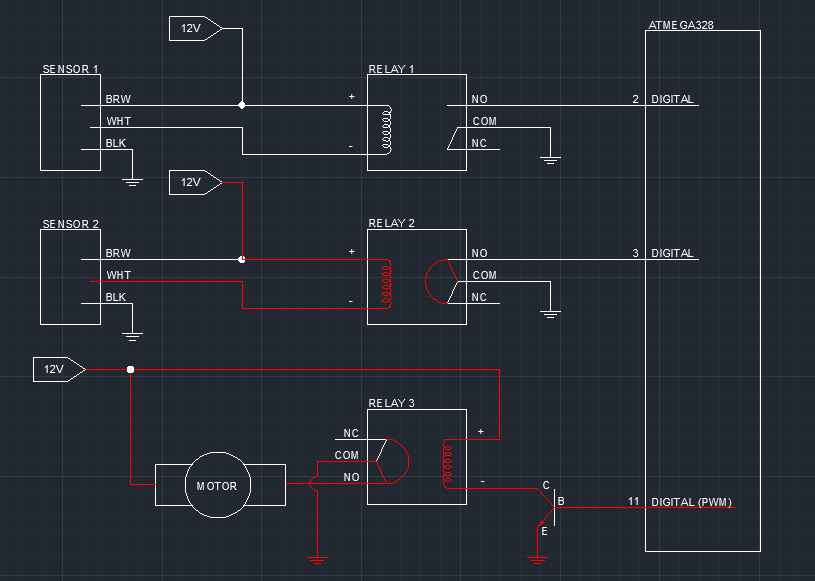 12V
ATMEGA328
SENSOR 1
RELAY 1
BRW
+
NO
2
DIGITAL
WHT
COM
BLK
-
NC
12V
SENSOR 2
RELAY 2
BRW
+
NO
3
DIGITAL
WHT
COM
BLK
-
NC
12V
RELAY 3
NC
+
COM
NO
-
MOTOR
C
B
11
DIGITAL (PWM)
E